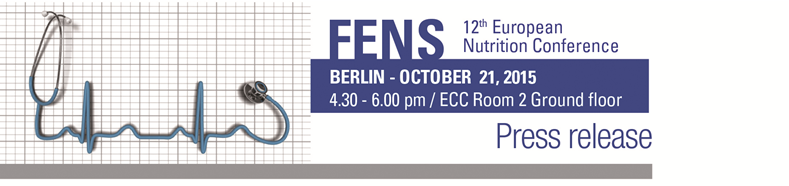 FENS
12th European
Nutrition Conference
BERLIN - OCTOBER 21, 2015
4.30 - 6.00 pm / ECC Room 2 Ground floor
Press release